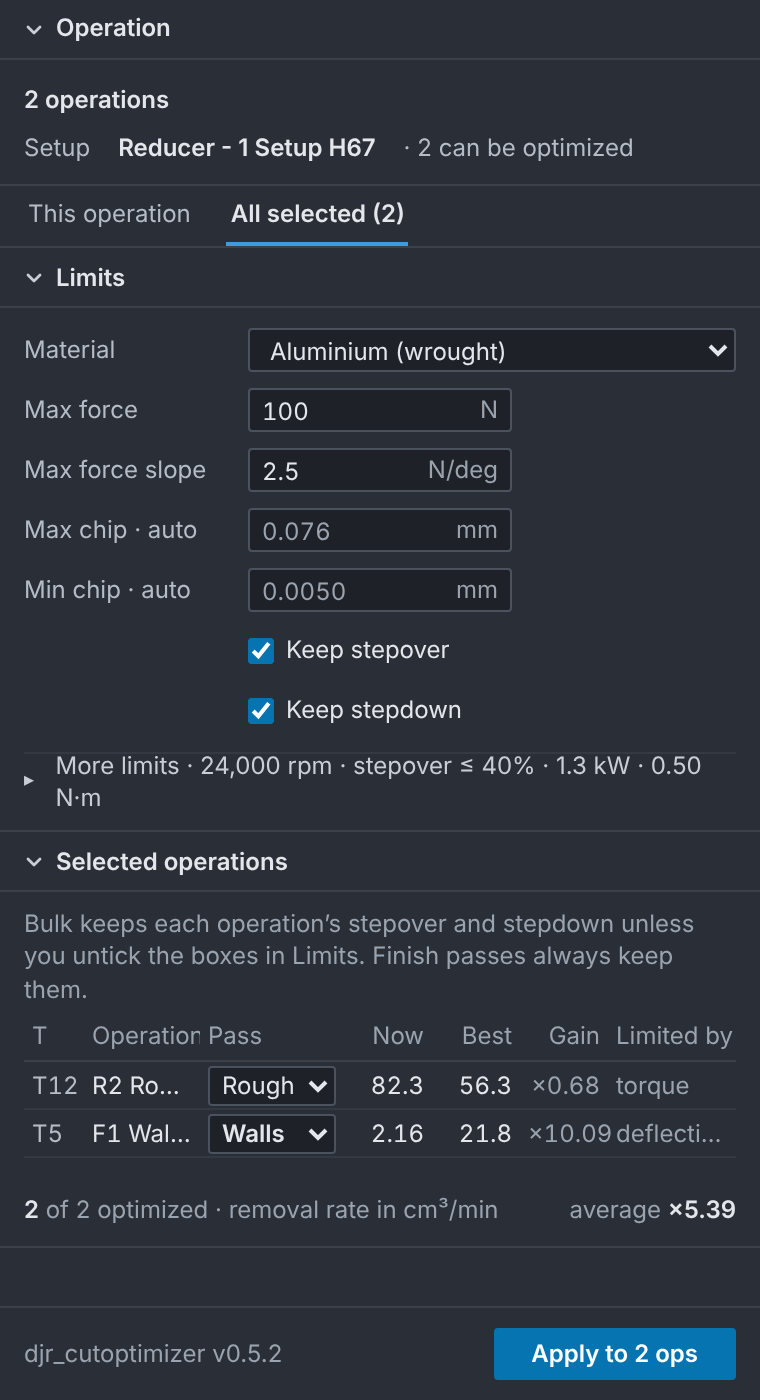 Operation
2 operations
Setup Reducer - 1 Setup H67 · 2 can be optimized
This operation All selected (2)
Limits
Material Aluminium (wrought)
Max force 100 N
Max force slope 2.5 N/deg
Max chip · auto 0.076 mm
Min chip · auto 0.0050 mm
Keep stepover
Keep stepdown
More limits · 24,000 rpm · stepover ≤ 40% · 1.3 kW · 0.50
N·m
Selected operations
Bulk keeps each operation’s stepover and stepdown unless
you untick the boxes in Limits. Finish passes always keep
them.
T Operation Pass Now Best Gain Limited by
T12 R2 Ro... Rough 82.3 56.3 ×0.68 torque
T5 F1 Wal... Walls 2.16 21.8 ×10.09 deflecti...
2 of 2 optimized · removal rate in cm³/min average ×5.39
djr_cutoptimizer v0.5.2 Apply to 2 ops